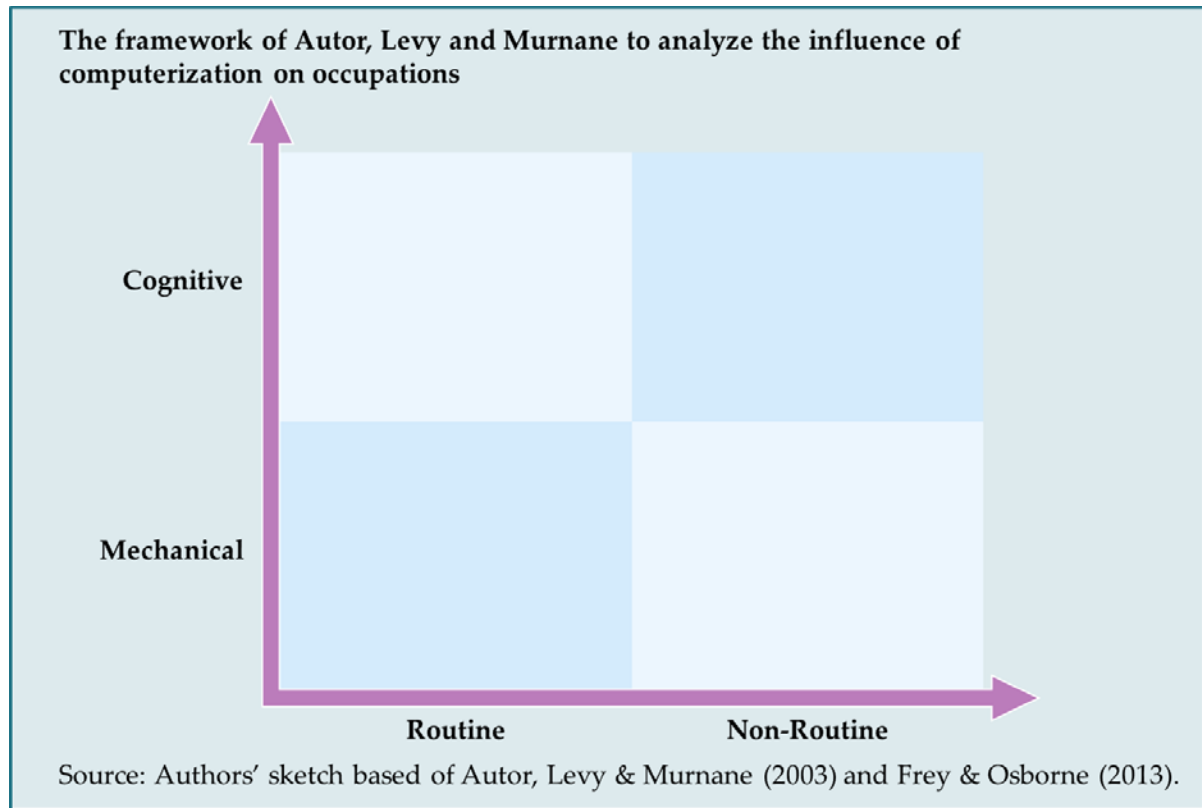 The framework of Autor, Levy and Murnane to analyze the influence of
computerization on occupations
Cognitive
Mechanical
Routine
Non-Routine
Source: Authors’ sketch based of Autor, Levy & Murnane (2003) and Frey & Osborne (2013).